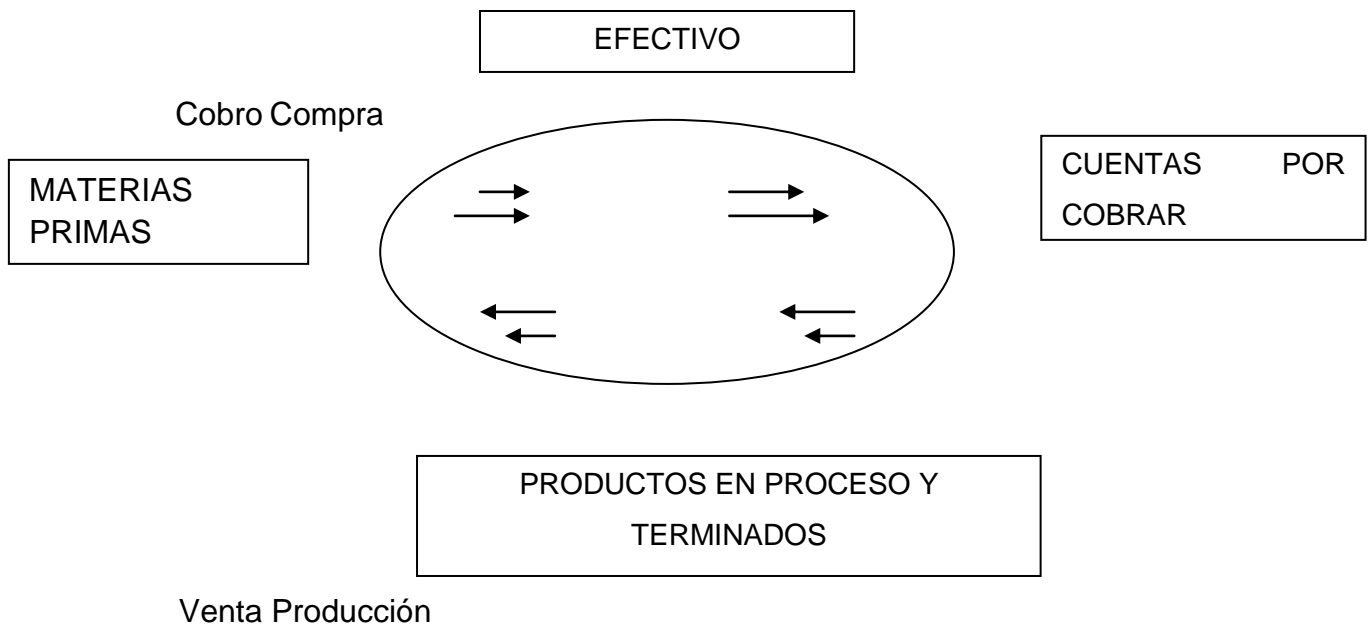 EFECTIVO
Cobro Compra
MATERIAS
PRIMAS
CUENTAS POR
COBRAR
PRODUCTOS EN PROCESO Y
TERMINADOS
Venta Producción